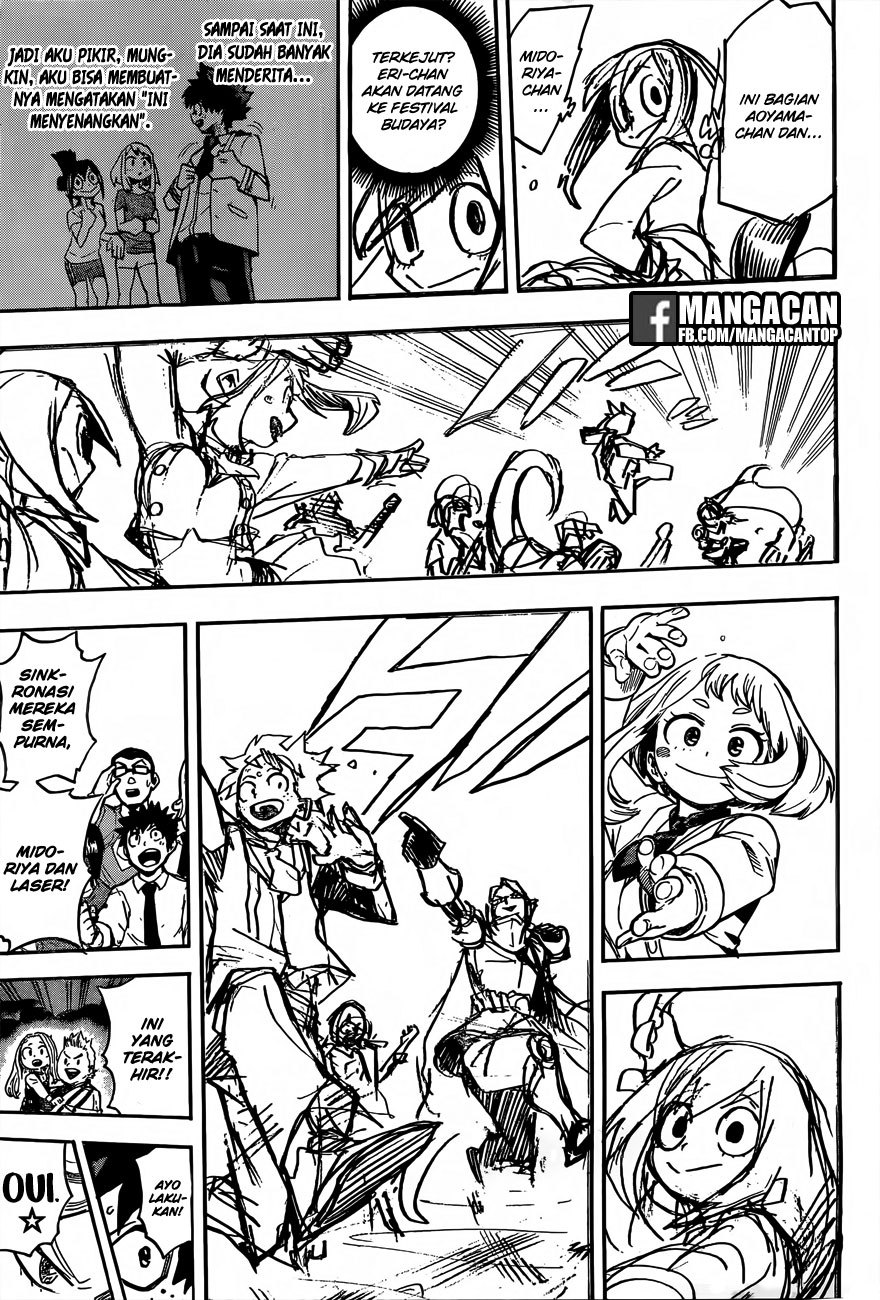 INI BAGIAN
AOYAMA-
CHAN DAN...
MIDO-
RIYA-
CHAN
...
TERKEJUT?
ERI-CHAN
AKAN DATANG
KE FESTIVAL
BUDAYA?
SAMPAI SAAT INI,
DIA SUDAH BANYAK
MENDERITA...
JADI AKU PIKIR, MUNG-
KIN, AKU BISA MEMBUAT-
NYA MENGATAKAN "INI
MENYENANGKAN".
MANGACAN
FB.COM/MANGACANTOP
SINK-
RONASI
MEREKA
SEM-
PURNA,
MIDO-
RIYA DAN
LASER!
INI
YANG
TERAK-
HIR!!
AYO
LAKU-
KAN!
OUI.
☆